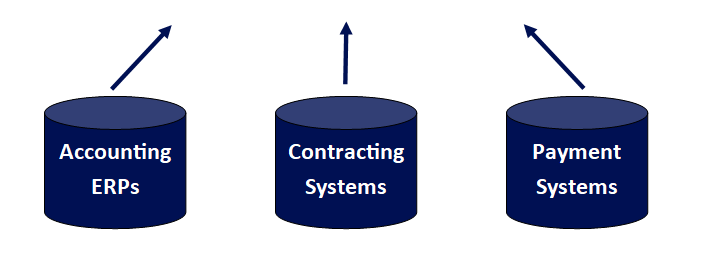 Accounting
ERPs
Contracting
Systems
Payment
Systems